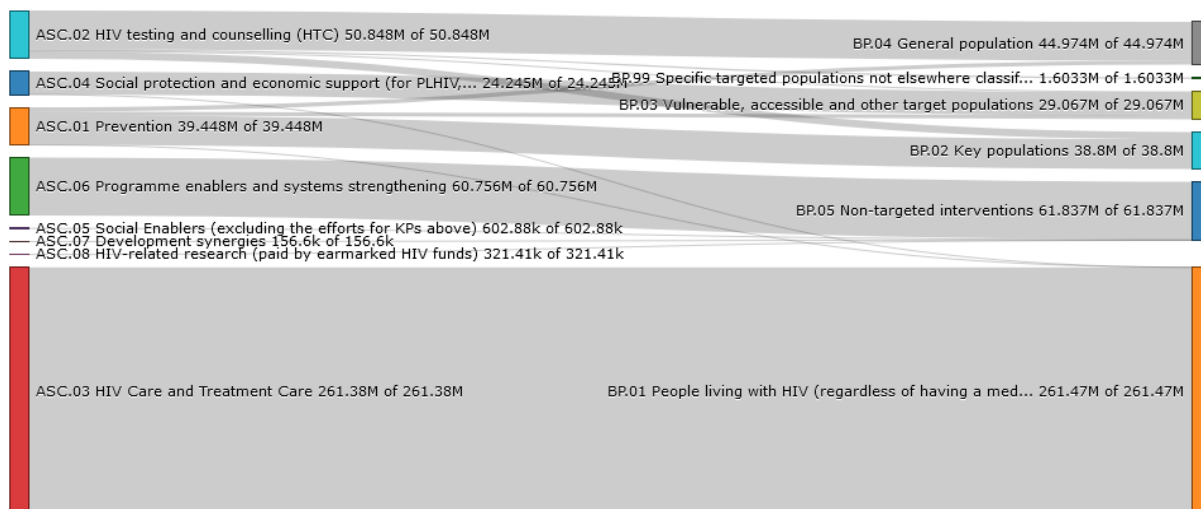 ASC.02 HIV testing and counselling (HTC) 50.848M of 50.848M
BP.04 General population 44.974M of 44.974M
ASC.04 Social protection and economic support (for PLHIV,... 24.245M of 24.245M
BP.99 Specific targeted populations not elsewhere classif... 1.6033M of 1.6033M
BP.03 Vulnerable, accessible and other target populations 29.067M of 29.067M
ASC.01 Prevention 39.448M of 39.448M
BP.02 Key populations 38.8M of 38.8M
ASC.06 Programme enablers and systems strengthening 60.756M of 60.756M
BP.05 Non-targeted interventions 61.837M of 61.837M
ASC.05 Social Enablers (excluding the efforts for KPs above) 602.88k of 602.88k
ASC.07 Development synergies 156.6k of 156.6k
ASC.08 HIV-related research (paid by earmarked HIV funds) 321.41k of 321.41k
ASC.03 HIV Care and Treatment Care 261.38M of 261.38M
BP.01 People living with HIV (regardless of having a med... 261.47M of 261.47M